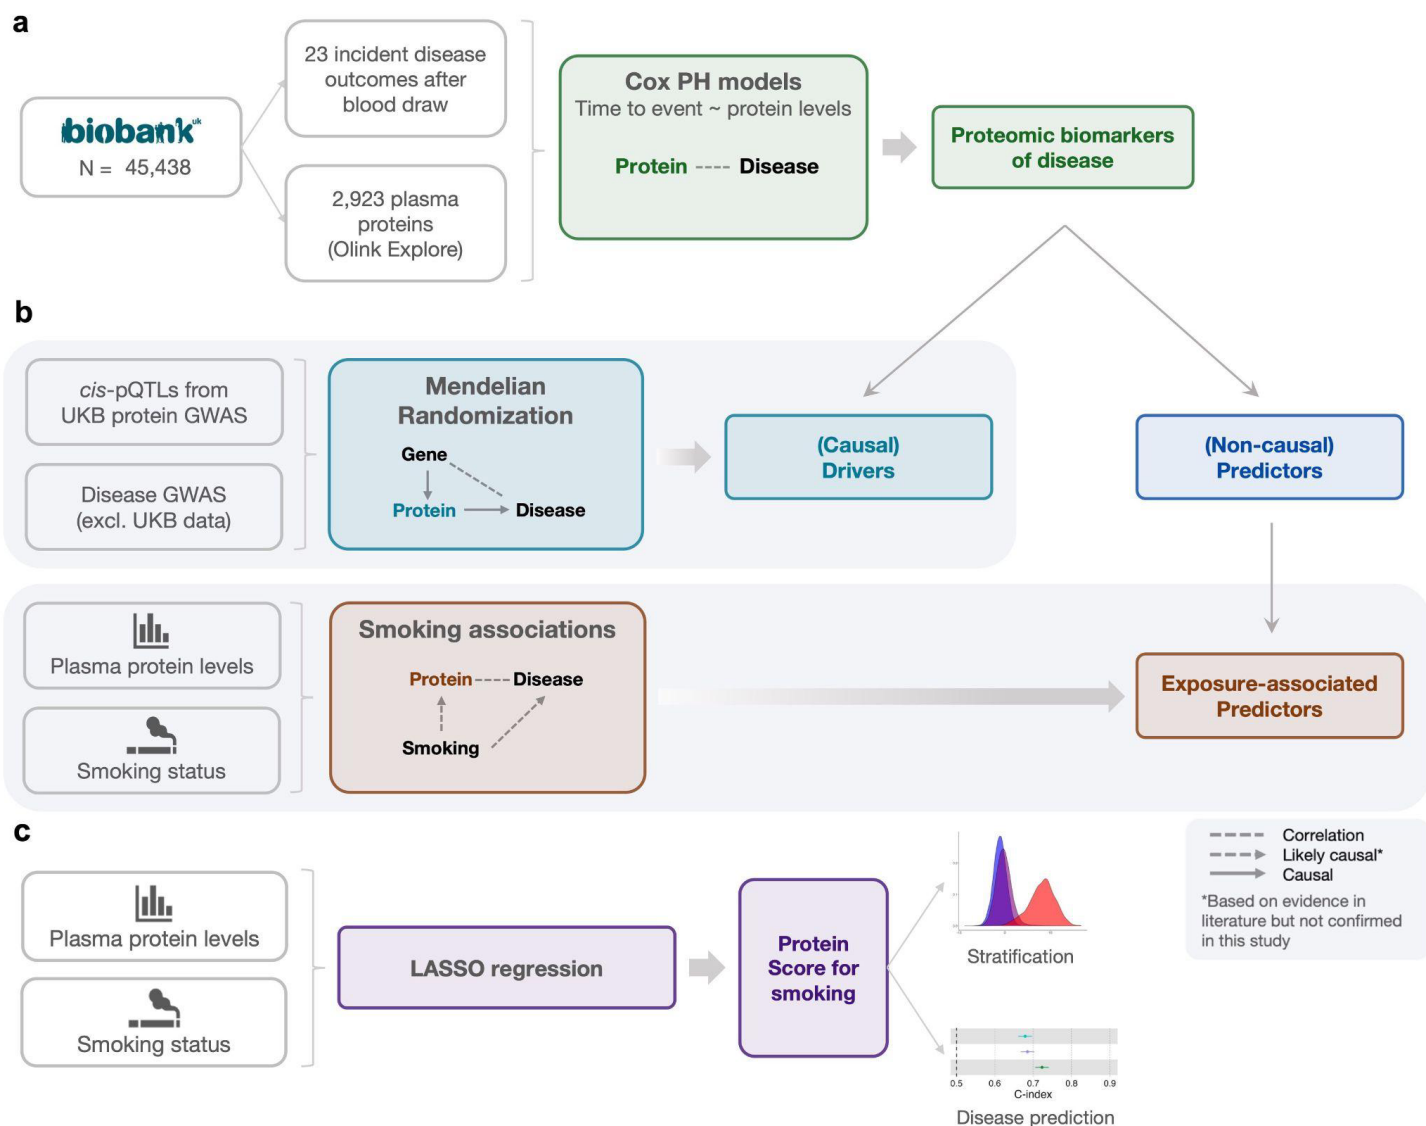 a
biobank uk
N = 45,438
23 incident disease
outcomes after
blood draw
2,923 plasma
proteins
(Olink Explore)
Cox PH models
Time to event ~ protein levels
Protein ---- Disease
Proteomic biomarkers
of disease
b
cis-pQTLs from
UKB protein GWAS
Disease GWAS
(excl. UKB data)
Mendelian
Randomization
Gene
Protein
Disease
(Causal)
Drivers
(Non-causal)
Predictors
Plasma protein levels
Smoking status
Smoking associations
Protein ---- Disease
Smoking
Exposure-associated
Predictors
c
Plasma protein levels
Smoking status
LASSO regression
Protein
Score for
smoking
Stratification
0.5 0.6 0.7 0.8 0.9
C-index
Disease prediction
Correlation
Likely causal*
Causal
*Based on evidence in
literature but not confirmed
in this study